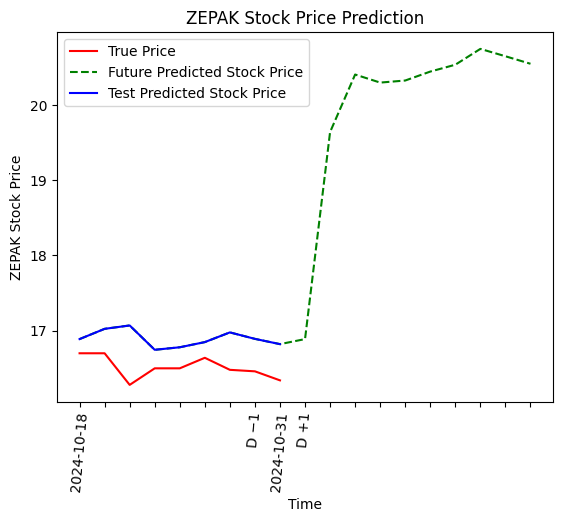 ZEPAK Stock Price Prediction
True Price
Future Predicted Stock Price
Test Predicted Stock Price
ZEPAK Stock Price
20
19
18
17
2024-10-18
D −1
2024-10-31
D +1
Time